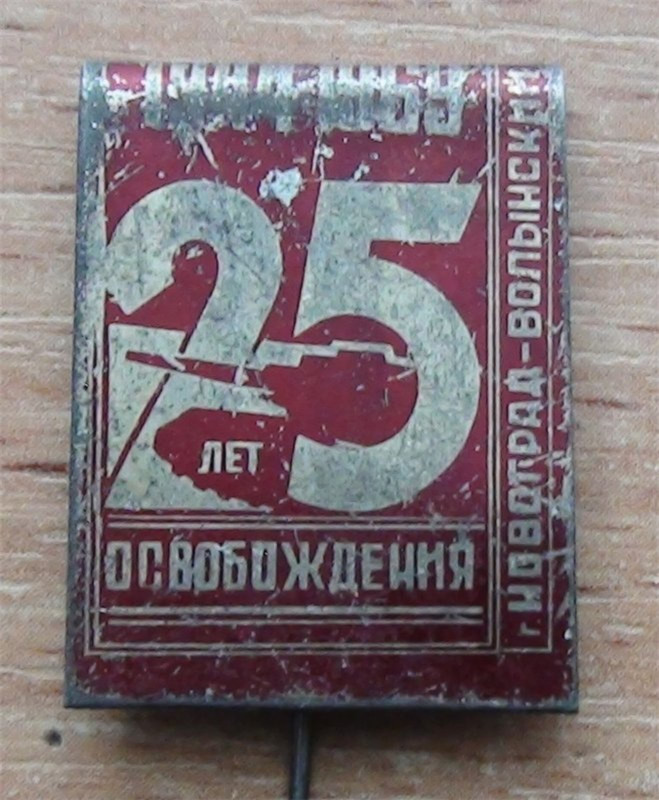 25
ЛЕТ
ОСВОБОЖДЕНИЯ
г. НОВОГРАД-ВОЛЫНСКИЙ